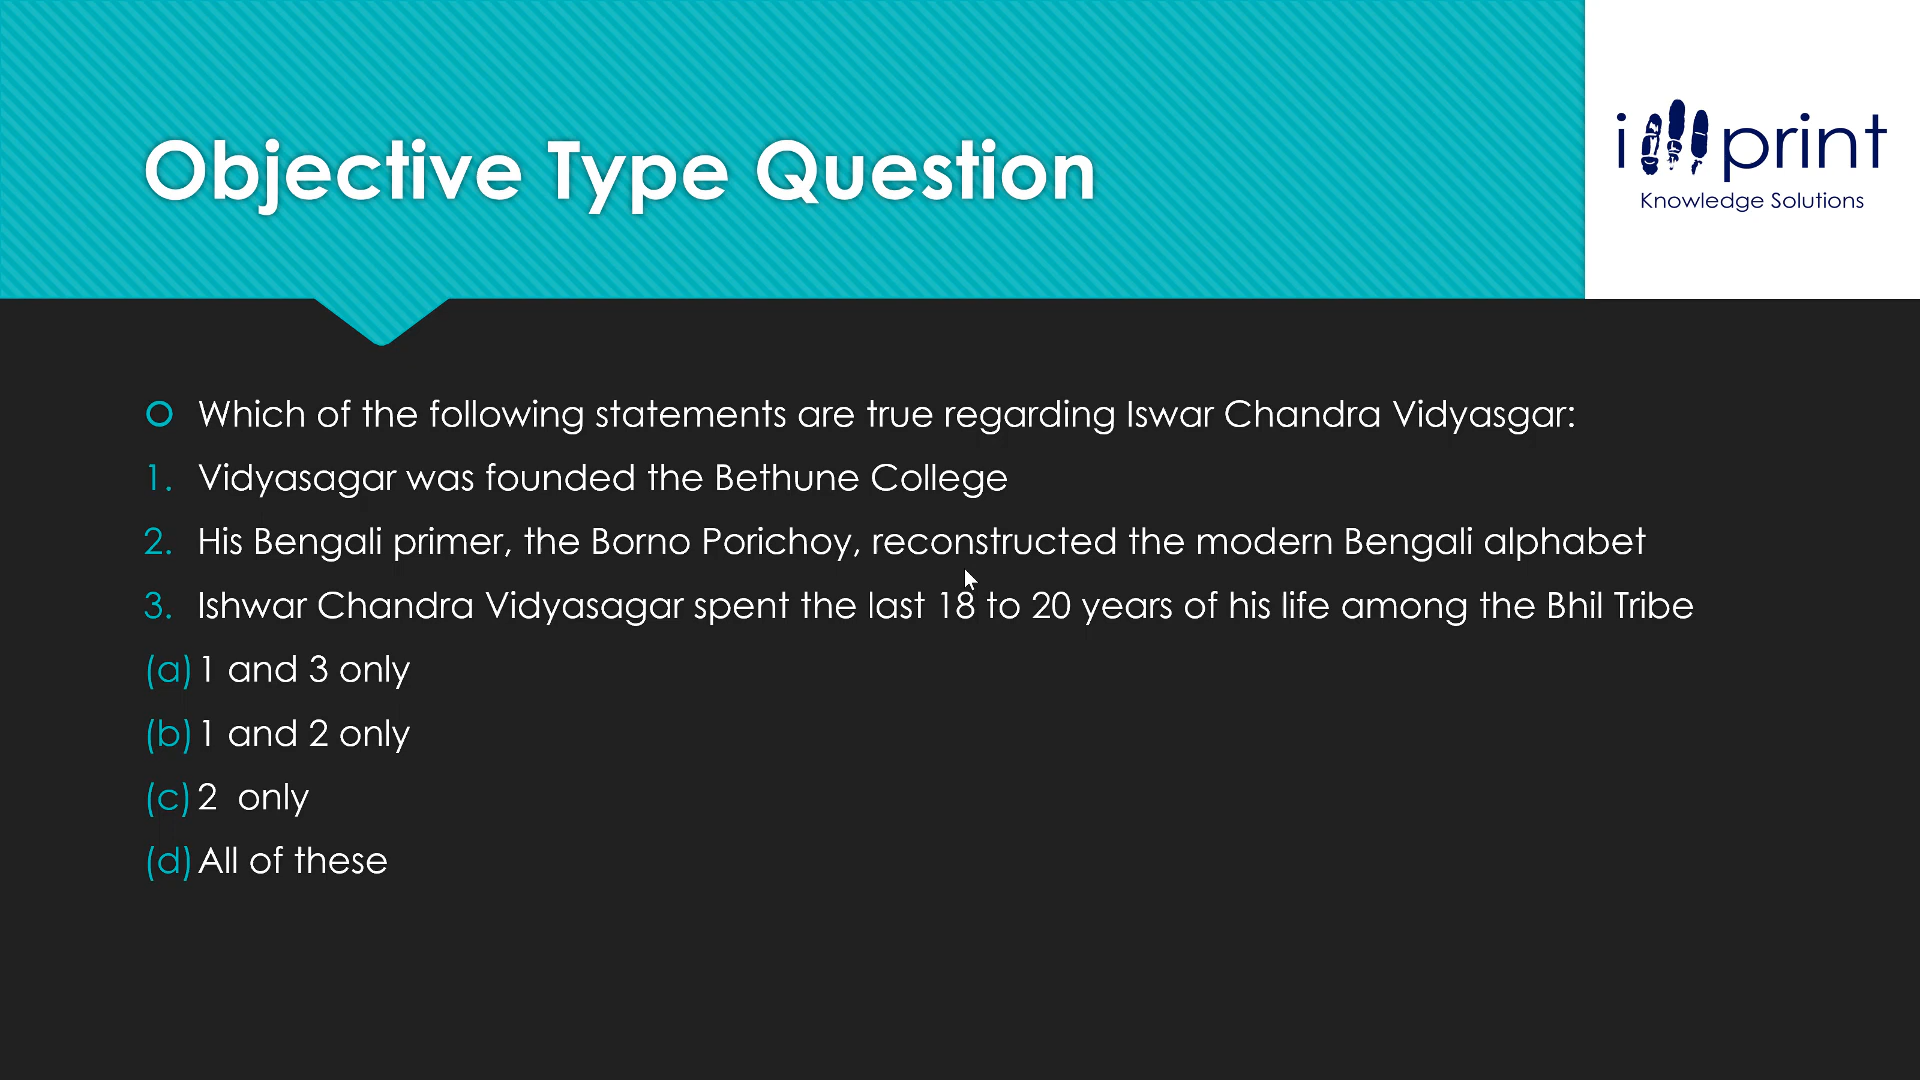 Objective Type Question
i print
Knowledge Solutions
Which of the following statements are true regarding Iswar Chandra Vidyasgar:
1. Vidyasagar was founded the Bethune College
2. His Bengali primer, the Borno Porichoy, reconstructed the modern Bengali alphabet
3. Ishwar Chandra Vidyasagar spent the last 18 to 20 years of his life among the Bhil Tribe
(a) 1 and 3 only
(b) 1 and 2 only
(c) 2 only
(d) All of these